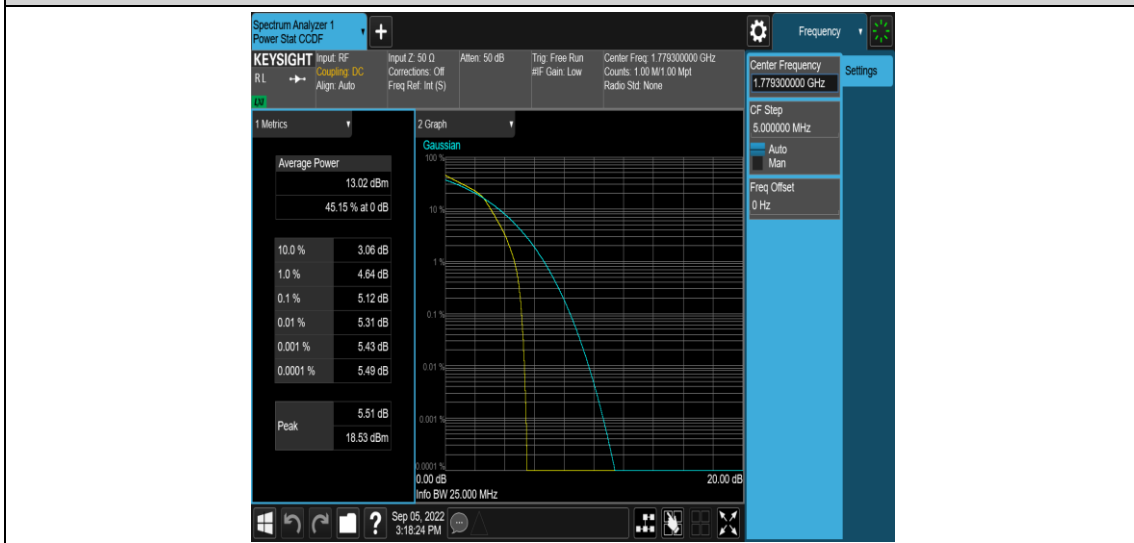 Spectrum Analyzer 1
Power Stat CCDF
Frequency
KEYSIGHT
Input: RF
Coupling: DC
Align: Auto
RL
LXI
Input Z: 50 Ω
Corrections: Off
Freq Ref: Int (S)
Atten: 50 dB
Trig: Free Run
#IF Gain: Low
Center Freq: 1.779300000 GHz
Counts: 1.00 M/1.00 Mpt
Radio Std: None
Center Frequency
1.779300000 GHz
Settings
CF Step
5.000000 MHz
Auto
Man
Freq Offset
0 Hz
1 Metrics
Average Power
13.02 dBm
45.15 % at 0 dB
10.0 % 3.06 dB
1.0 % 4.64 dB
0.1 % 5.12 dB
0.01 % 5.31 dB
0.001 % 5.43 dB
0.0001 % 5.49 dB
Peak
5.51 dB
18.53 dBm
2 Graph
Gaussian
100 %
10 %
1 %
0.1 %
0.01 %
0.001 %
0.0001 %
0.00 dB 20.00 dB
Info BW 25.000 MHz
?
Sep 05, 2022
3:18:24 PM